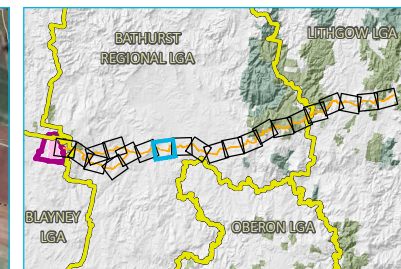 BATHURST
REGIONAL LGA
LITHGOW LGA
BLAYNEY
LGA
OBERON LGA